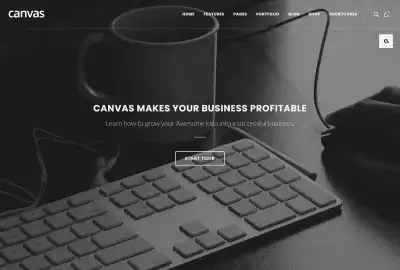 canvas
HOME FEATURES PAGES PORTFOLIO BLOG SHOP SHORTCODES
CANVAS MAKES YOUR BUSINESS PROFITABLE
Learn how to grow your Awesome Idea into a successful business.
START TOUR